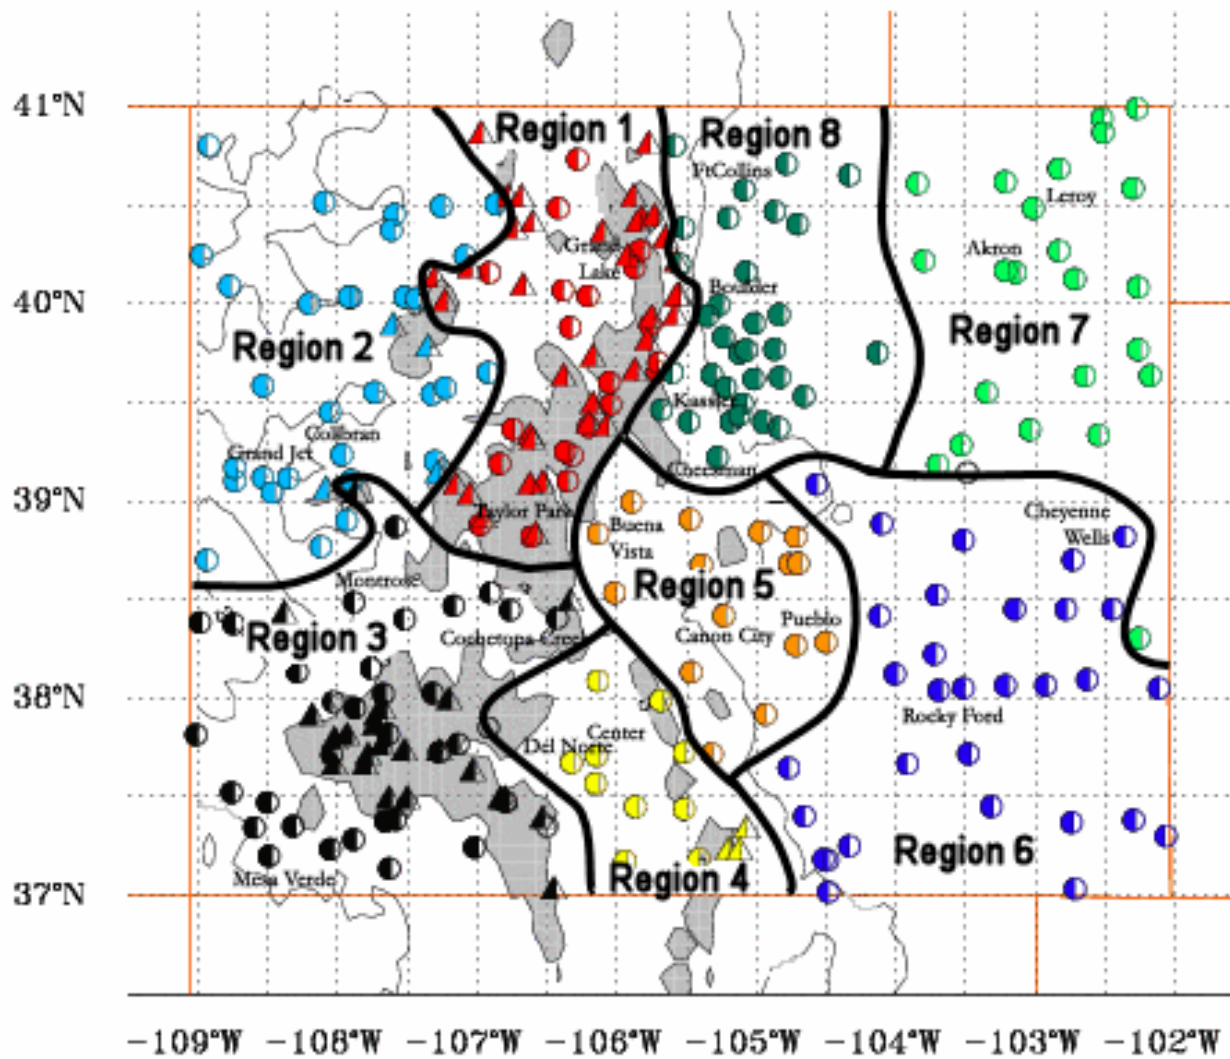 41°N
Region 1
Region 8
FtCollins
Leroy
Grand
Lake
Akron
40°N
Boulder
Region 2
Region 7
Kassler
Collbran
Grand Jct
Cheesman
39°N
Taylor Park
Buena
Vista
Cheyenne
Wells
Montrose
Region 5
Region 3
Cochetopa Creek
Canon City
Pueblo
38°N
Rocky Ford
Del Norte
Center
Region 6
Mesa Verde
Region 4
37°N
-109°W -108°W -107°W -106°W -105°W -104°W -103°W -102°W